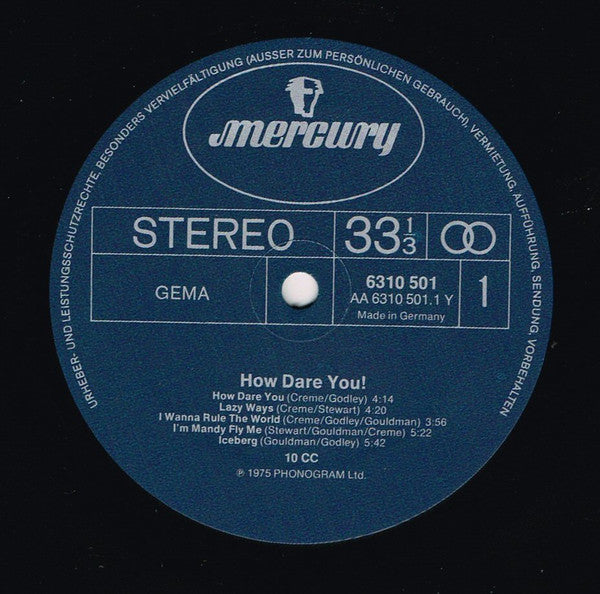 URHEBER- UND LEISTUNGSSCHUTZRECHTE, BESONDERS VERVIELFÄLTIGUNG (AUSSER ZUM PERSÖNLICHEN GEBRAUCH), VERMIETUNG, AUFFÜHRUNG, SENDUNG, VORBEHALTEN
mercury
STEREO 33 1/3
GEMA
6310 501
AA 6310 501.1 Y
Made in Germany
1
How Dare You!
How Dare You (Creme/Godley) 4:14
Lazy Ways (Creme/Stewart) 4:20
I Wanna Rule The World (Creme/Godley/Gouldman) 3:56
I'm Mandy Fly Me (Stewart/Gouldman/Creme) 5:22
Iceberg (Gouldman/Godley) 5:42
10 CC
℗ 1975 PHONOGRAM Ltd.